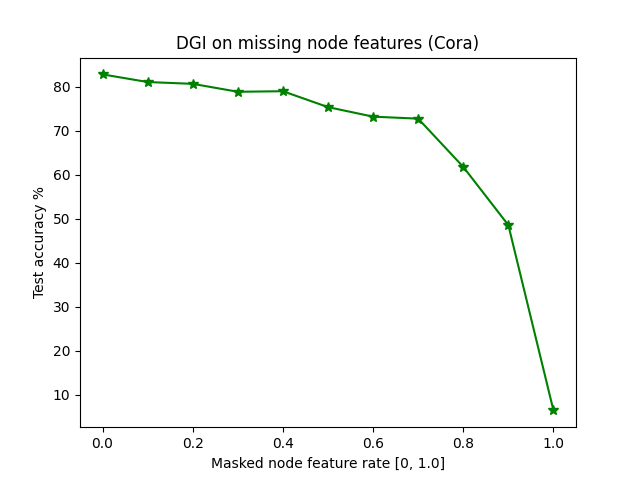 DGI on missing node features (Cora)
Test accuracy %
80
70
60
50
40
30
20
10
0.0 0.2 0.4 0.6 0.8 1.0
Masked node feature rate [0, 1.0]